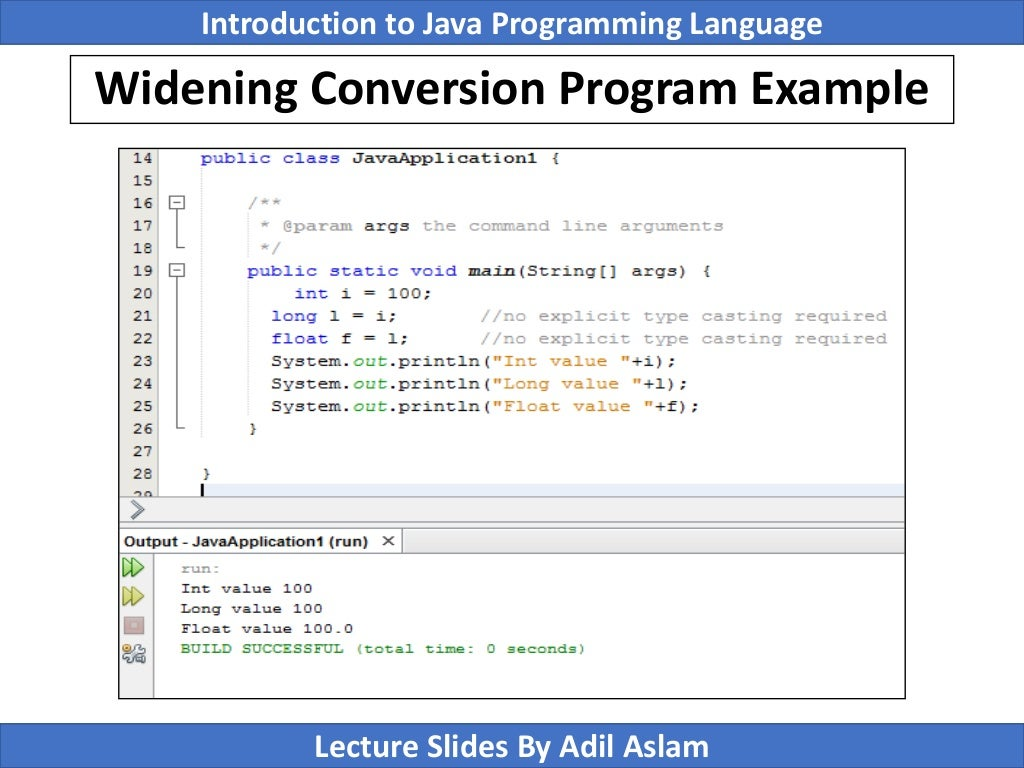 Introduction to Java Programming Language
Widening Conversion Program Example
14 public class JavaApplication1 {
15
16 /**
17 * @param args the command line arguments
18 */
19 public static void main(String[] args) {
20 int i = 100;
21 long l = i; //no explicit type casting required
22 float f = l; //no explicit type casting required
23 System.out.println("Int value "+i);
24 System.out.println("Long value "+l);
25 System.out.println("Float value "+f);
26 }
27
28 }
29
Output - JavaApplication1 (run)
run:
Int value 100
Long value 100
Float value 100.0
BUILD SUCCESSFUL (total time: 0 seconds)
Lecture Slides By Adil Aslam